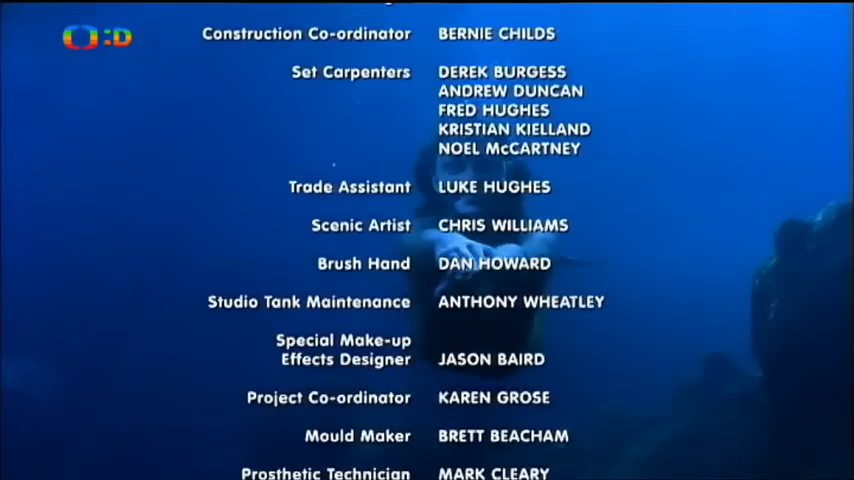 :D
Construction Co-ordinator BERNIE CHILDS
Set Carpenters DEREK BURGESS
ANDREW DUNCAN
FRED HUGHES
KRISTIAN KIELLAND
NOEL McCARTNEY
Trade Assistant LUKE HUGHES
Scenic Artist CHRIS WILLIAMS
Brush Hand DAN HOWARD
Studio Tank Maintenance ANTHONY WHEATLEY
Special Make-up
Effects Designer JASON BAIRD
Project Co-ordinator KAREN GROSE
Mould Maker BRETT BEACHAM
Prosthetic Technician MARK CLEARY